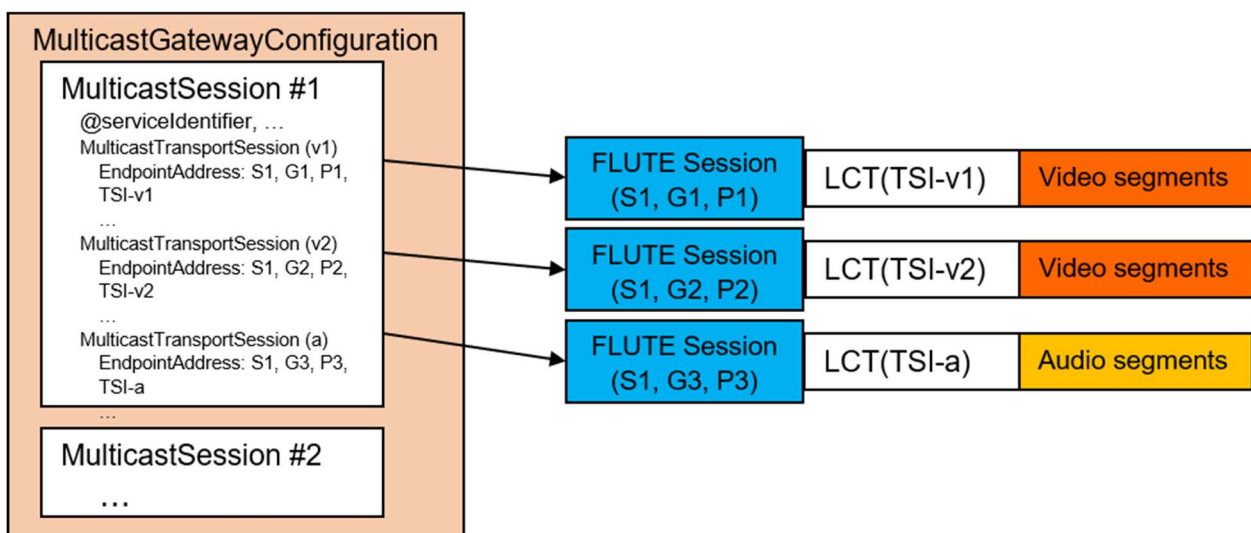 MulticastGatewayConfiguration
MulticastSession #1
@serviceIdentifier, …
MulticastTransportSession (v1)
EndpointAddress: S1, G1, P1,
TSI-v1
…
MulticastTransportSession (v2)
EndpointAddress: S1, G2, P2,
TSI-v2
…
MulticastTransportSession (a)
EndpointAddress: S1, G3, P3,
TSI-a
…
MulticastSession #2
…
FLUTE Session
(S1, G1, P1)
LCT(TSI-v1)
Video segments
FLUTE Session
(S1, G2, P2)
LCT(TSI-v2)
Video segments
FLUTE Session
(S1, G3, P3)
LCT(TSI-a)
Audio segments